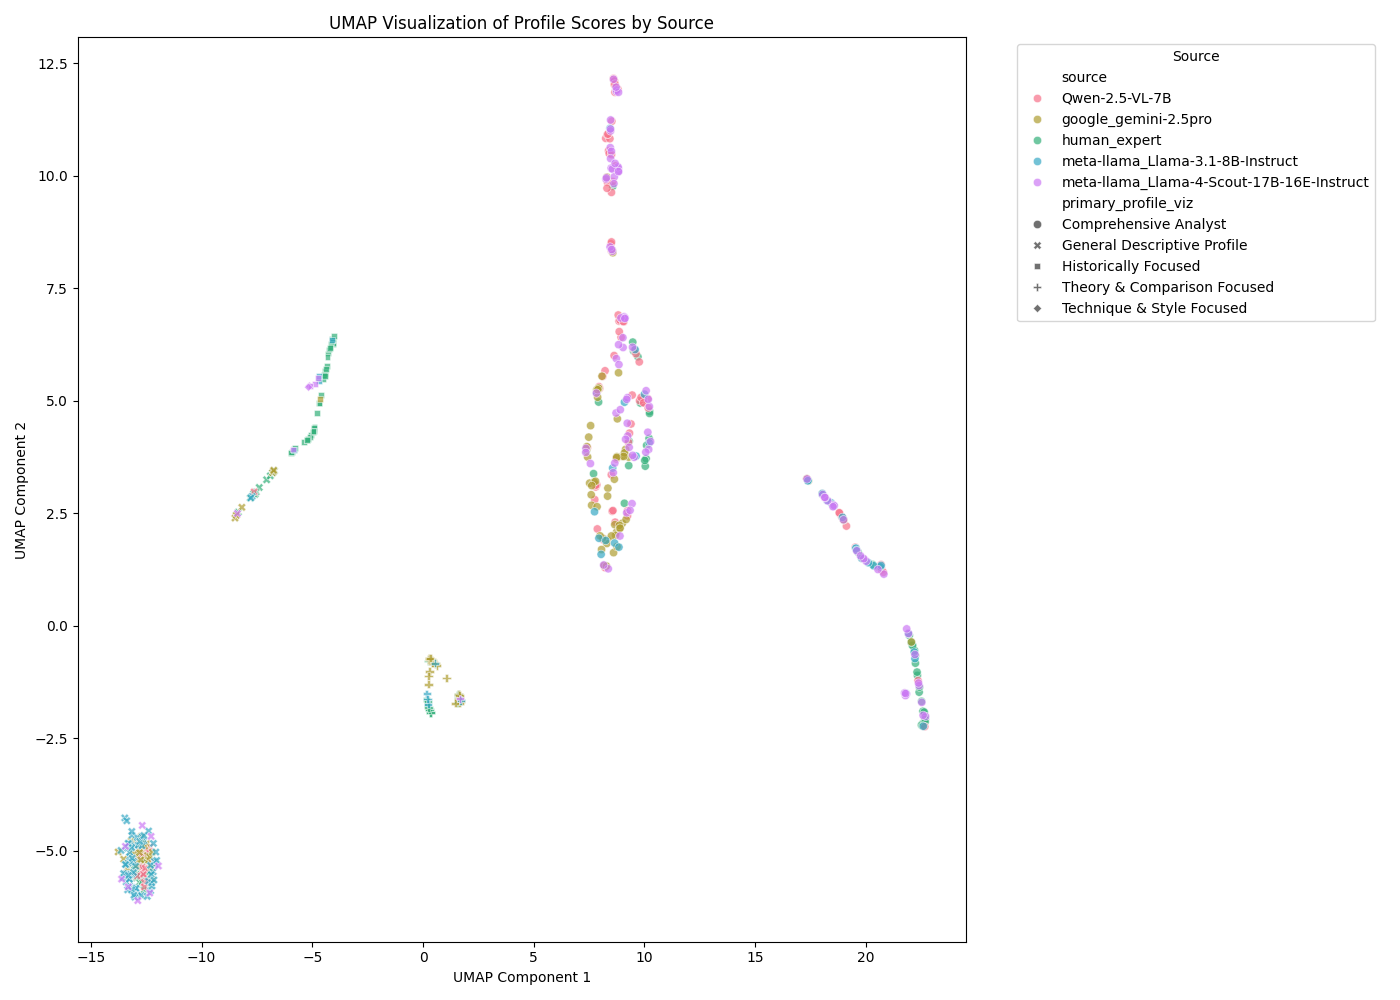 UMAP Visualization of Profile Scores by Source
Source
source
Qwen-2.5-VL-7B
google_gemini-2.5pro
human_expert
meta-llama_Llama-3.1-8B-Instruct
meta-llama_Llama-4-Scout-17B-16E-Instruct
primary_profile_viz
Comprehensive Analyst
General Descriptive Profile
Historically Focused
Theory & Comparison Focused
Technique & Style Focused
UMAP Component 2
12.5
10.0
7.5
5.0
2.5
0.0
−2.5
−5.0
−15
−10
−5
0
5
10
15
20
UMAP Component 1